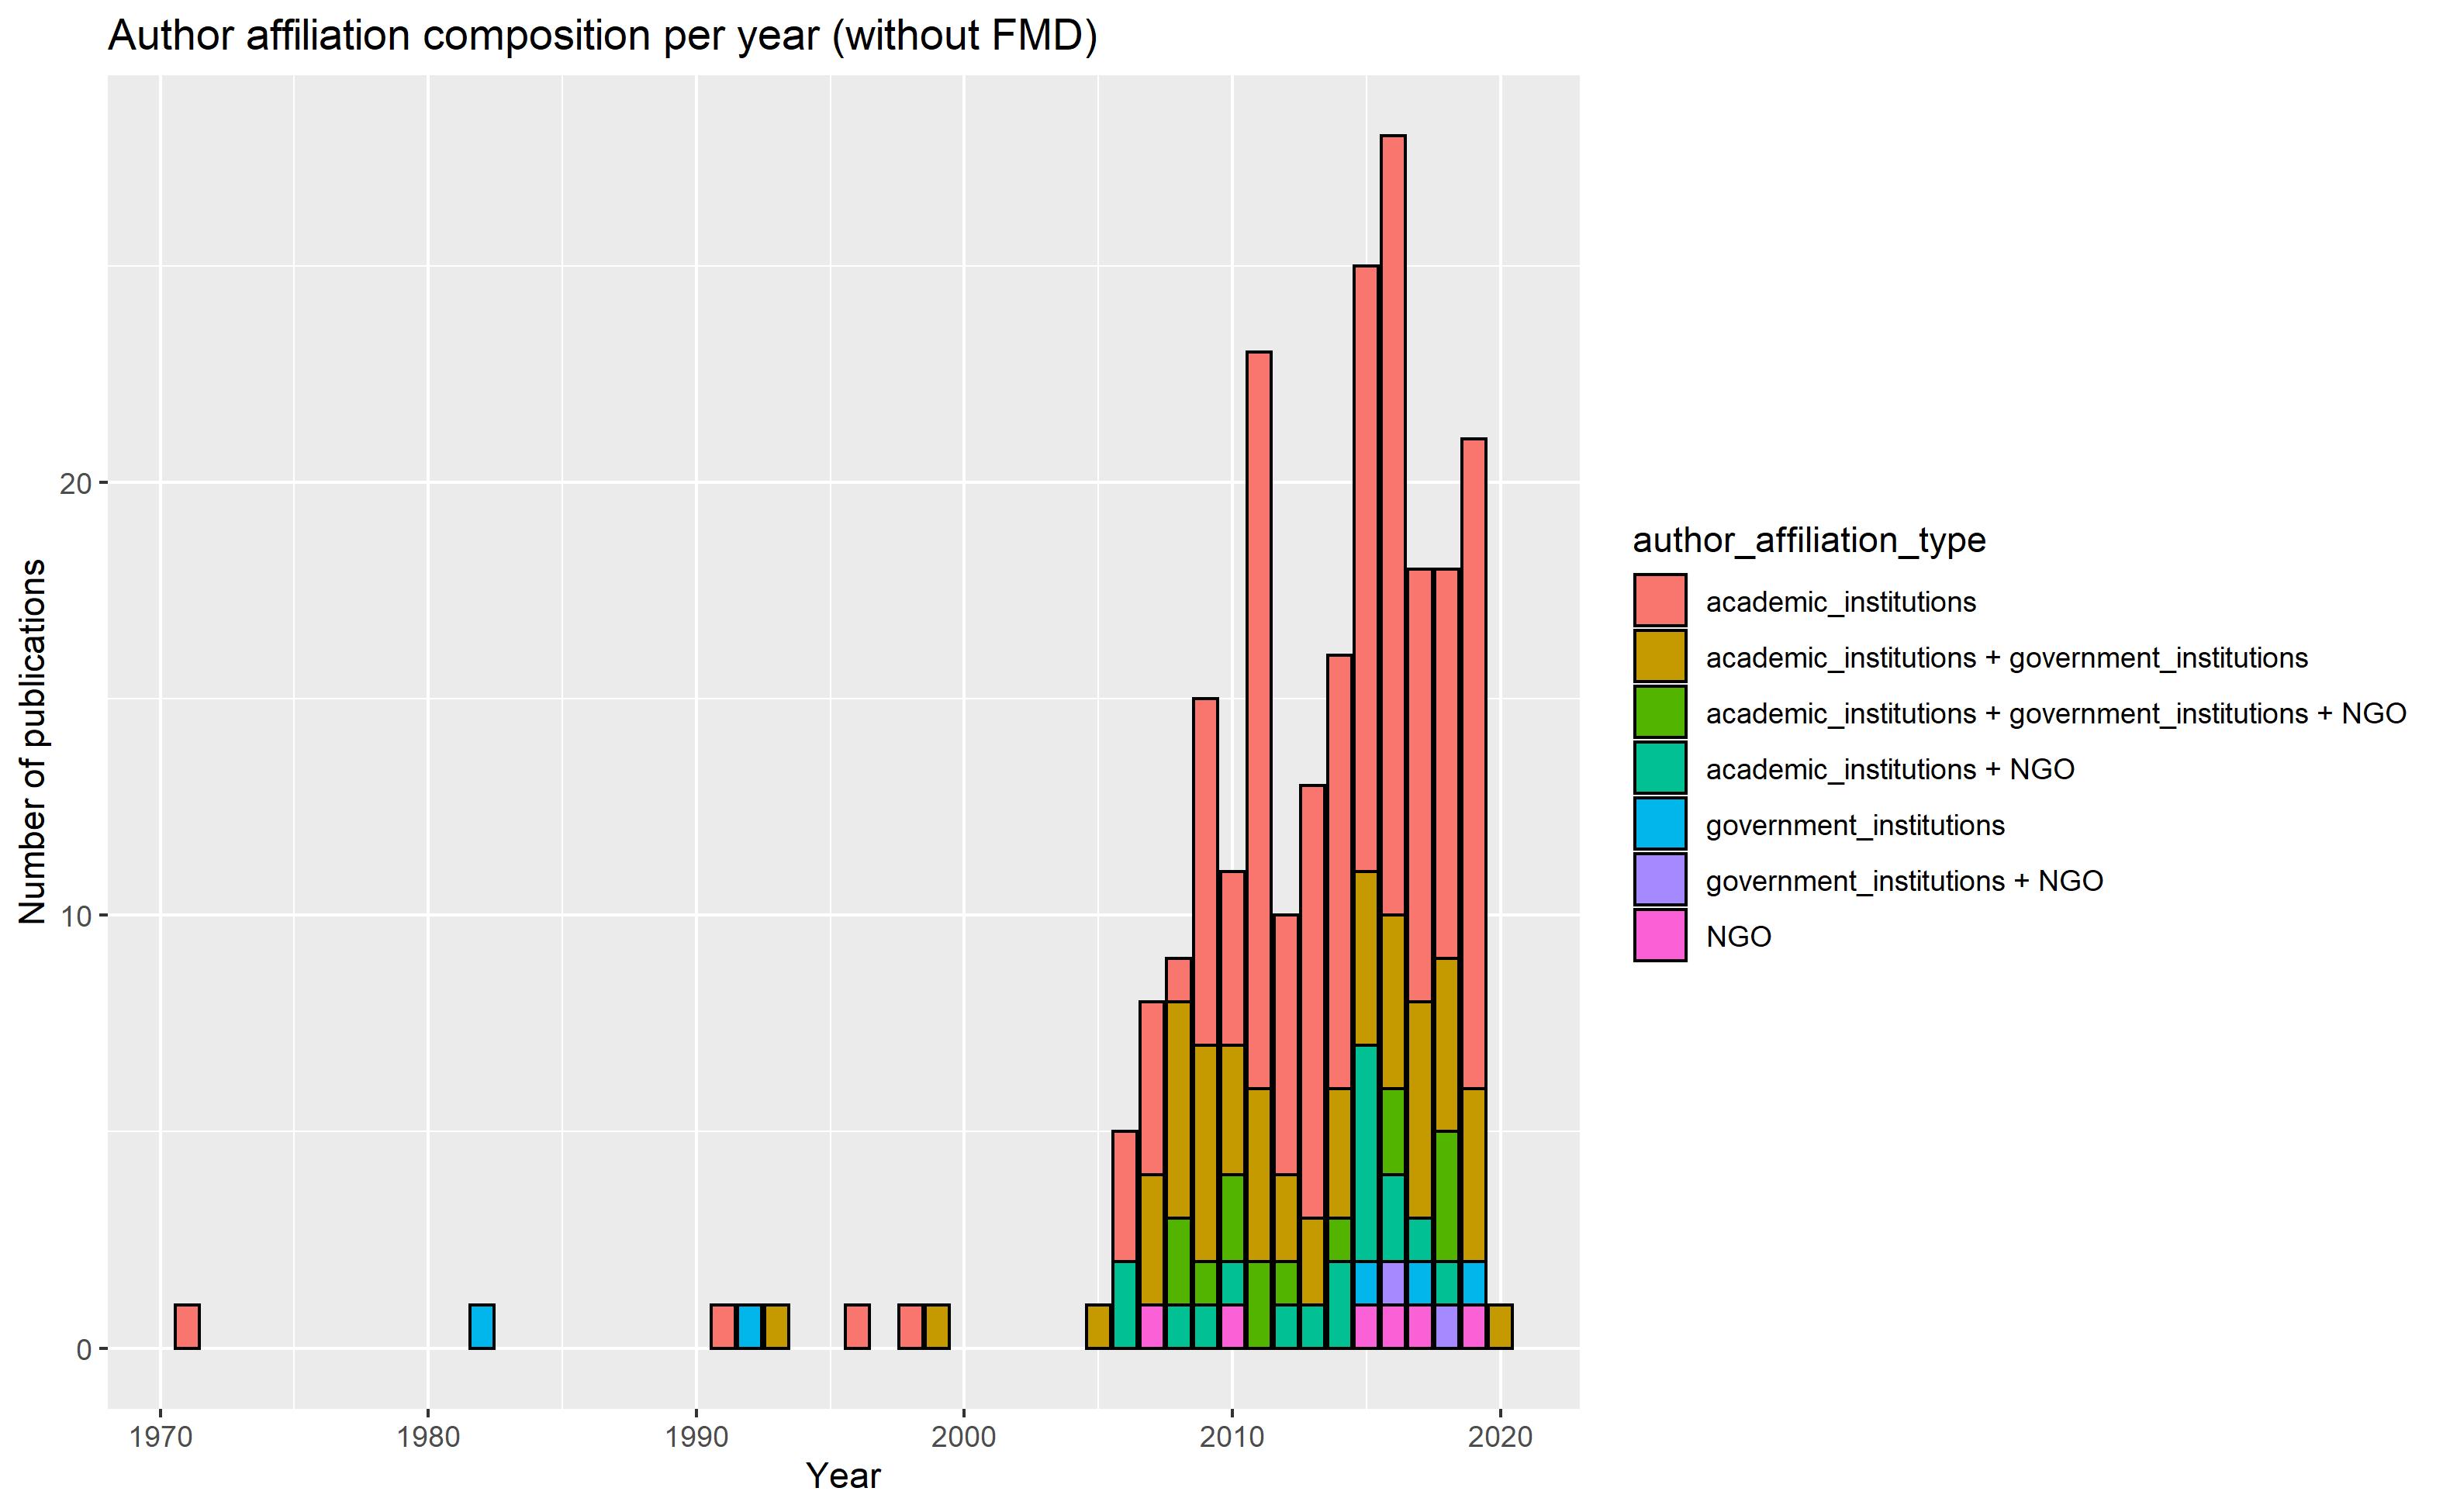 Author affiliation composition per year (without FMD)
Number of publications
20
10
0
1970
1980
1990
2000
2010
2020
Year
author_affiliation_type
academic_institutions
academic_institutions + government_institutions
academic_institutions + government_institutions + NGO
academic_institutions + NGO
government_institutions
government_institutions + NGO
NGO